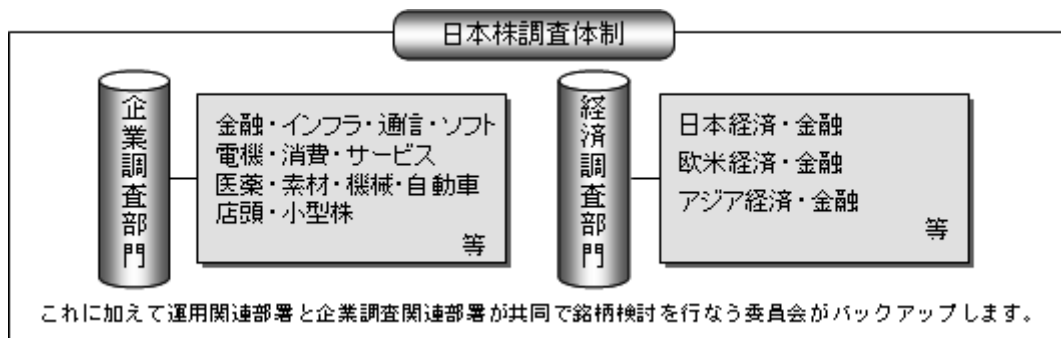 日本株調査体制
企業調査部門
金融・インフラ・通信・ソフト
電機・消費・サービス
医薬・素材・機械・自動車
店頭・小型株
等
経済調査部門
日本経済・金融
欧米経済・金融
アジア経済・金融
等
これに加えて運用関連部署と企業調査関連部署が共同で銘柄検討を行なう委員会がバックアップします。